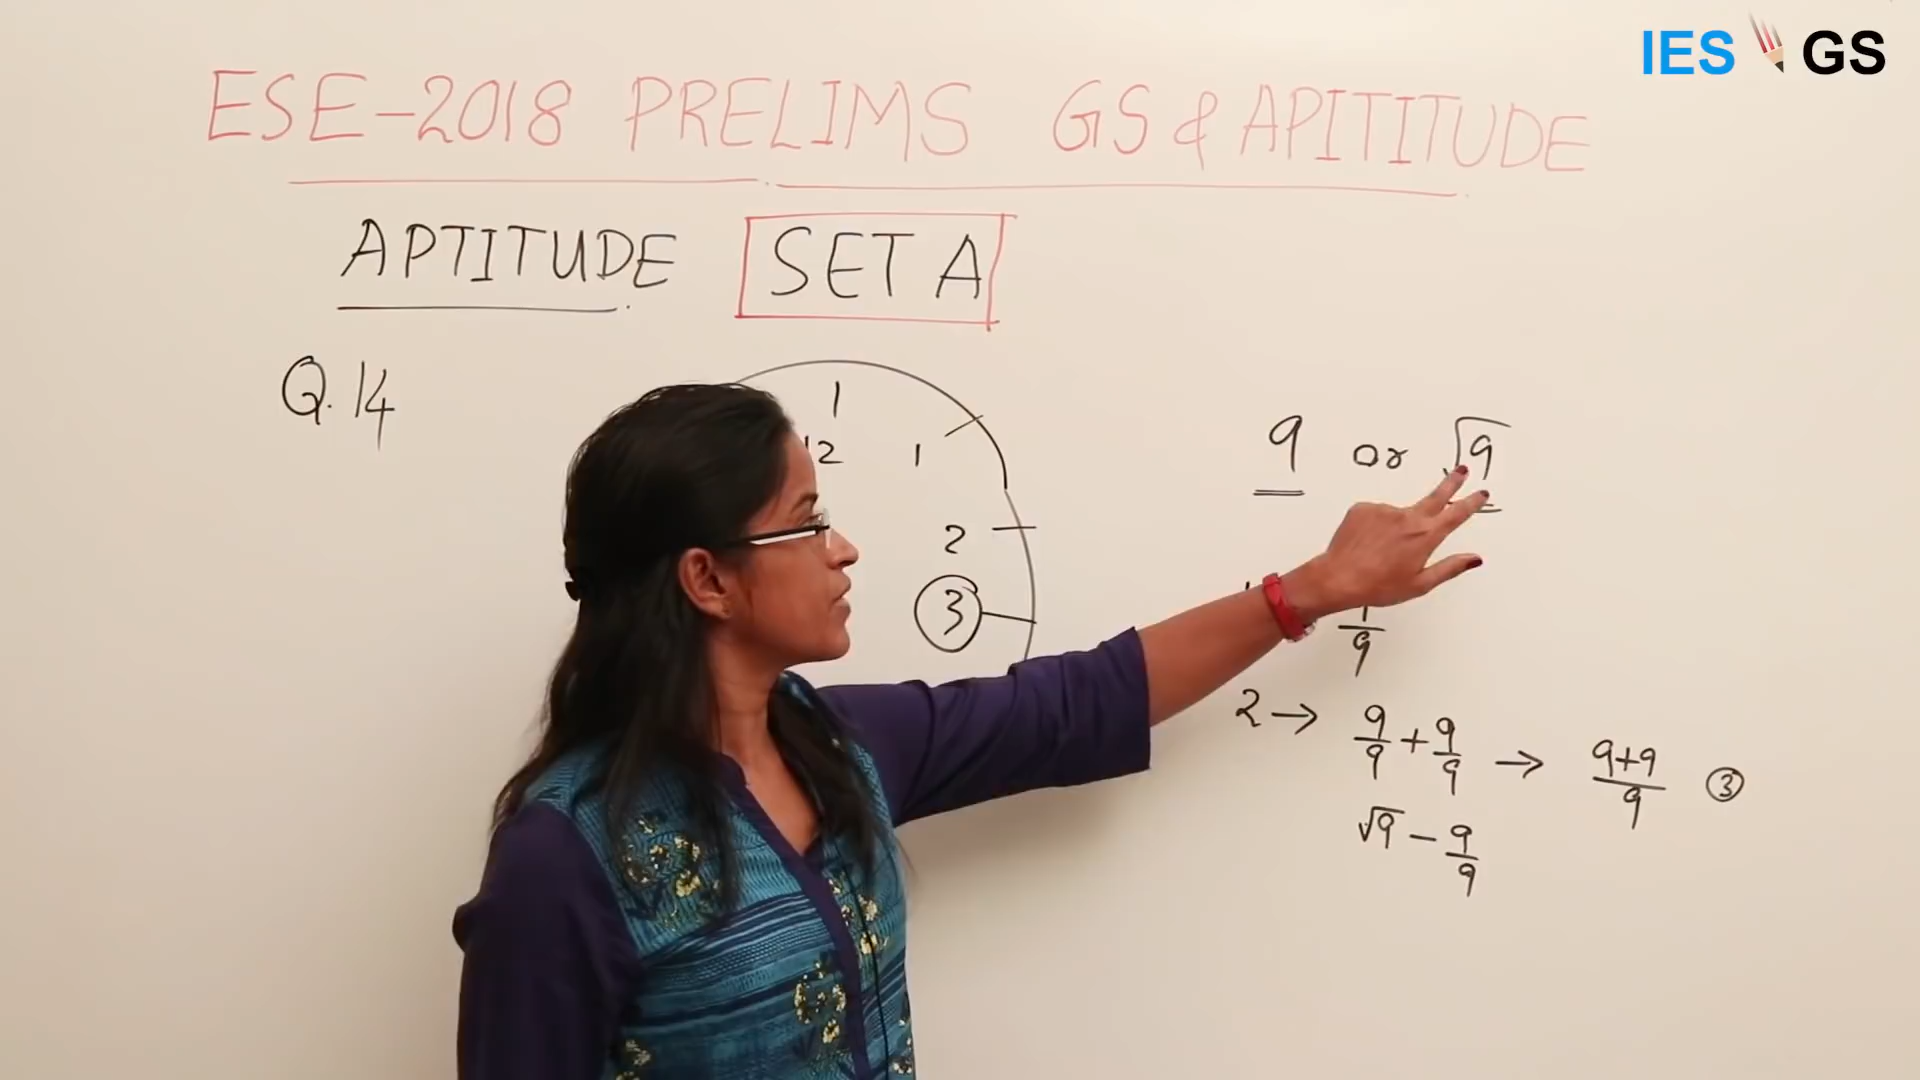 IES GS
ESE-2018 PRELIMS GS & APITITUDE
APTITUDE SET A
Q.14
1
12 1
2
3
9 or √9
1/9
2 → 9/9 + 9/9 → (9+9)/9 ③
√9 - 9/9